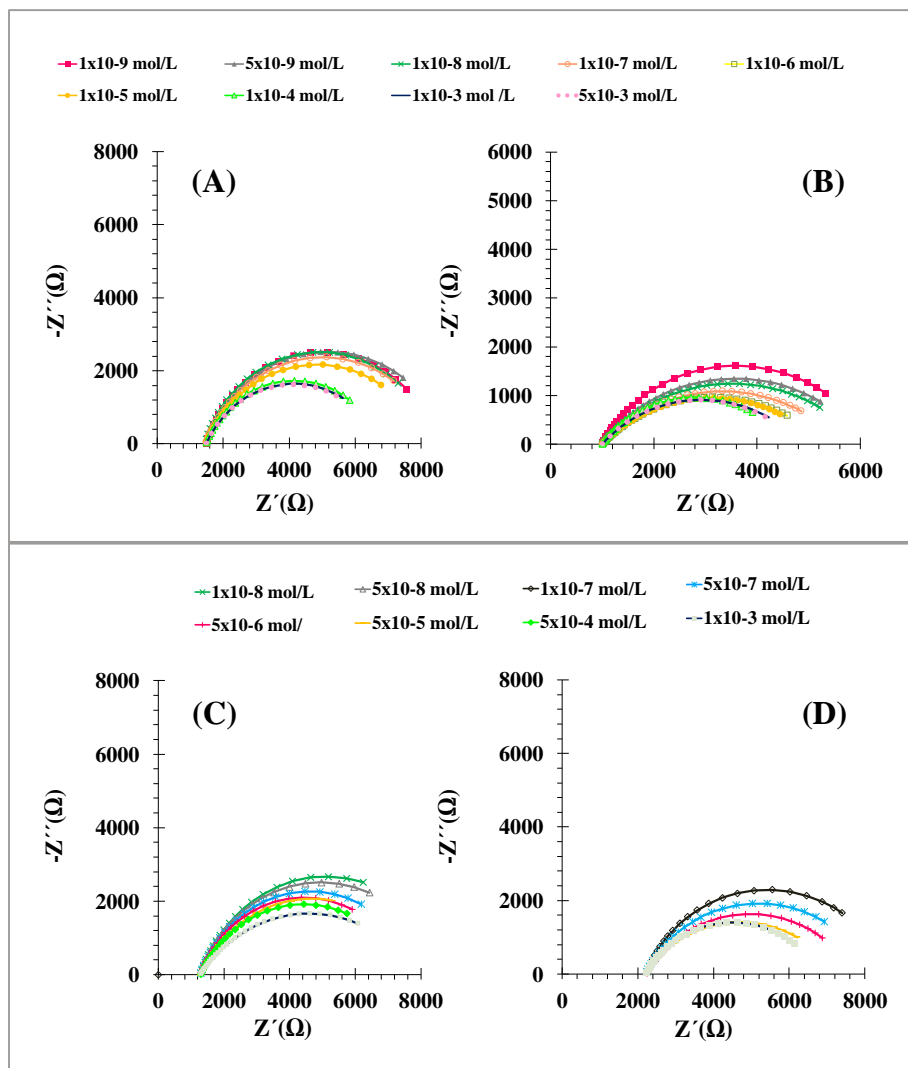 1x10-9 mol/L 5x10-9 mol/L 1x10-8 mol/L 1x10-7 mol/L 1x10-6 mol/L
1x10-5 mol/L 1x10-4 mol/L 1x10-3 mol /L 5x10-3 mol/L
(A)
8000
6000
4000
2000
0
-Z´´(Ω)
0 2000 4000 6000 8000
Z´(Ω)
(B)
6000
5000
4000
3000
2000
1000
0
-Z´´(Ω)
0 2000 4000 6000
Z´(Ω)
1x10-8 mol/L 5x10-8 mol/L 1x10-7 mol/L 5x10-7 mol/L
5x10-6 mol/ 5x10-5 mol/L 5x10-4 mol/L 1x10-3 mol/L
(C)
8000
6000
4000
2000
0
-Z´´(Ω)
0 2000 4000 6000 8000
Z´(Ω)
(D)
8000
6000
4000
2000
0
-Z´´(Ω)
0 2000 4000 6000 8000
Z´(Ω)